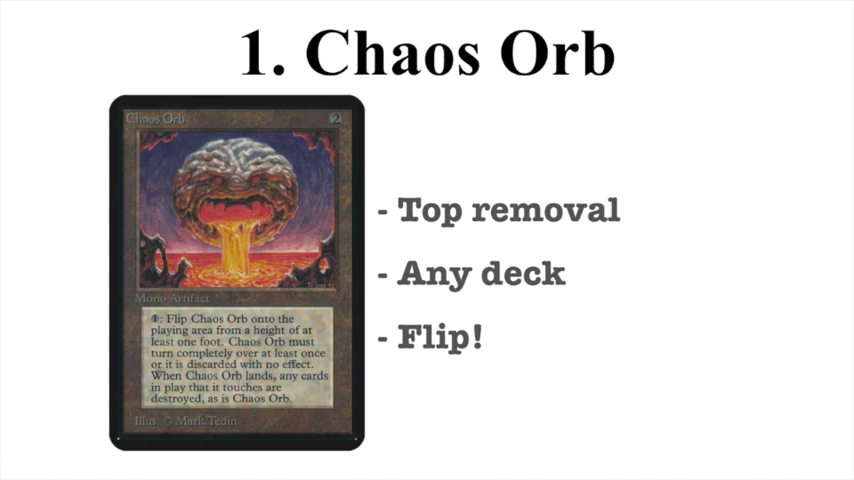 1. Chaos Orb
Chaos Orb 2
- Top removal
- Any deck
- Flip!
Mono Artifact
1: Flip Chaos Orb onto the
playing area from a height of at
least one foot. Chaos Orb must
turn completely over at least once
or it is discarded with no effect.
When Chaos Orb lands, any cards
in play that it touches are
destroyed, as is Chaos Orb.
Illus: © Mark Tedin